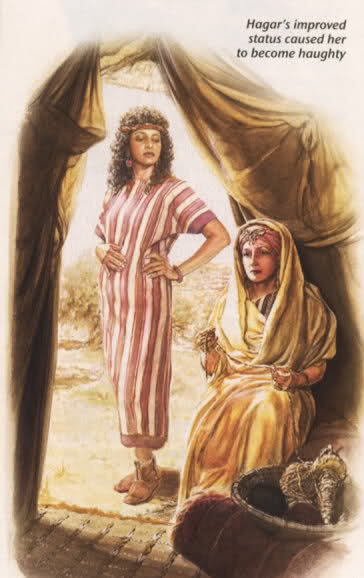 Hagar's improved
status caused her
to become haughty